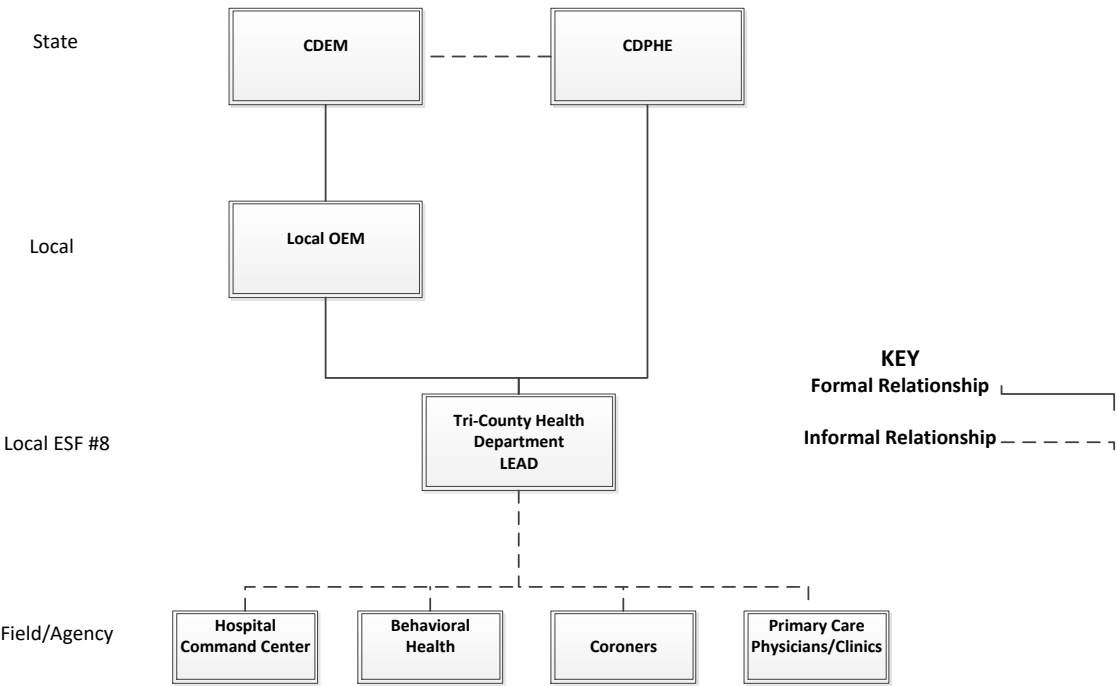 State
CDEM
CDPHE
Local
Local OEM
KEY
Formal Relationship
Informal Relationship
Local ESF #8
Tri-County Health
Department
LEAD
Field/Agency
Hospital
Command Center
Behavioral
Health
Coroners
Primary Care
Physicians/Clinics